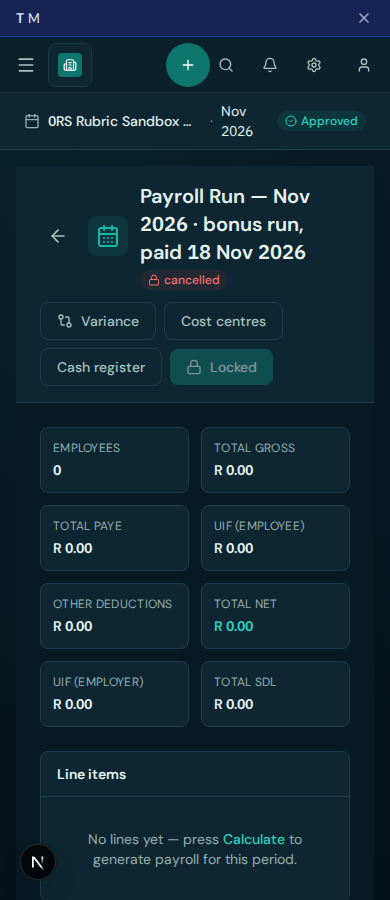 T M
0RS Rubric Sandbox ...
·
Nov
2026
Approved
Payroll Run — Nov
2026 · bonus run,
paid 18 Nov 2026
cancelled
Variance
Cost centres
Cash register
Locked
EMPLOYEES
0
TOTAL GROSS
R 0.00
TOTAL PAYE
R 0.00
UIF (EMPLOYEE)
R 0.00
OTHER DEDUCTIONS
R 0.00
TOTAL NET
R 0.00
UIF (EMPLOYER)
R 0.00
TOTAL SDL
R 0.00
Line items
No lines yet — press Calculate to
generate payroll for this period.
N